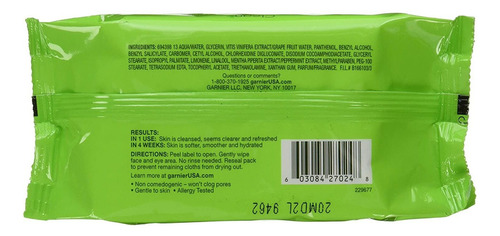 INGREDIENTS: 694398 13 AQUA/WATER, GLYCERIN, VITIS VINIFERA EXTRACT/GRAPE FRUIT WATER, PANTHENOL, BENZYL ALCOHOL,
BENZYL SALICYLATE, CARBOMER, CETYL ALCOHOL, CHLORHEXIDINE DIGLUCONATE, DISODIUM COCOAMPHODIACETATE, GLYCERYL
STEARATE, ISOPROPYL PALMITATE, LIMONENE, LINALOL, MENTHA PIPERITA EXTRACT/PEPPERMINT EXTRACT, METHYLPARABEN, PEG-100
STEARATE, TETRASODIUM EDTA, TOCOPHERYL ACETATE, TRIETHANOLAMINE, XANTHAN GUM, PARFUM/FRAGRANCE. F.I.L.# B166103/3
Questions or comments?
1-800-370-1925 garnierUSA.com
GARNIER LLC, NEW YORK, NY 10017
RESULTS:
IN 1 USE: Skin is cleansed, seems clearer and refreshed
IN 4 WEEKS: Skin is softer, smoother and hydrated
DIRECTIONS: Peel label to open. Gently wipe
face and eye area. No rinsing needed. Reseal pack
to prevent remaining cloths from drying out.
Learn more at garnierUSA.com
• Non comedogenic – won't clog pores
• Gentle to skin • Allergy Tested
6 03084 27024 8
229677
20MD2L 9462